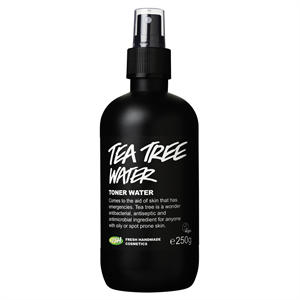 TEA TREE
WATER
TONER WATER
Comes to the aid of skin that has
emergencies. Tea tree is a wonder
antibacterial, antiseptic and
antimicrobial ingredient for anyone
with oily or spot prone skin.
FRESH HANDMADE
COSMETICS
e 250g